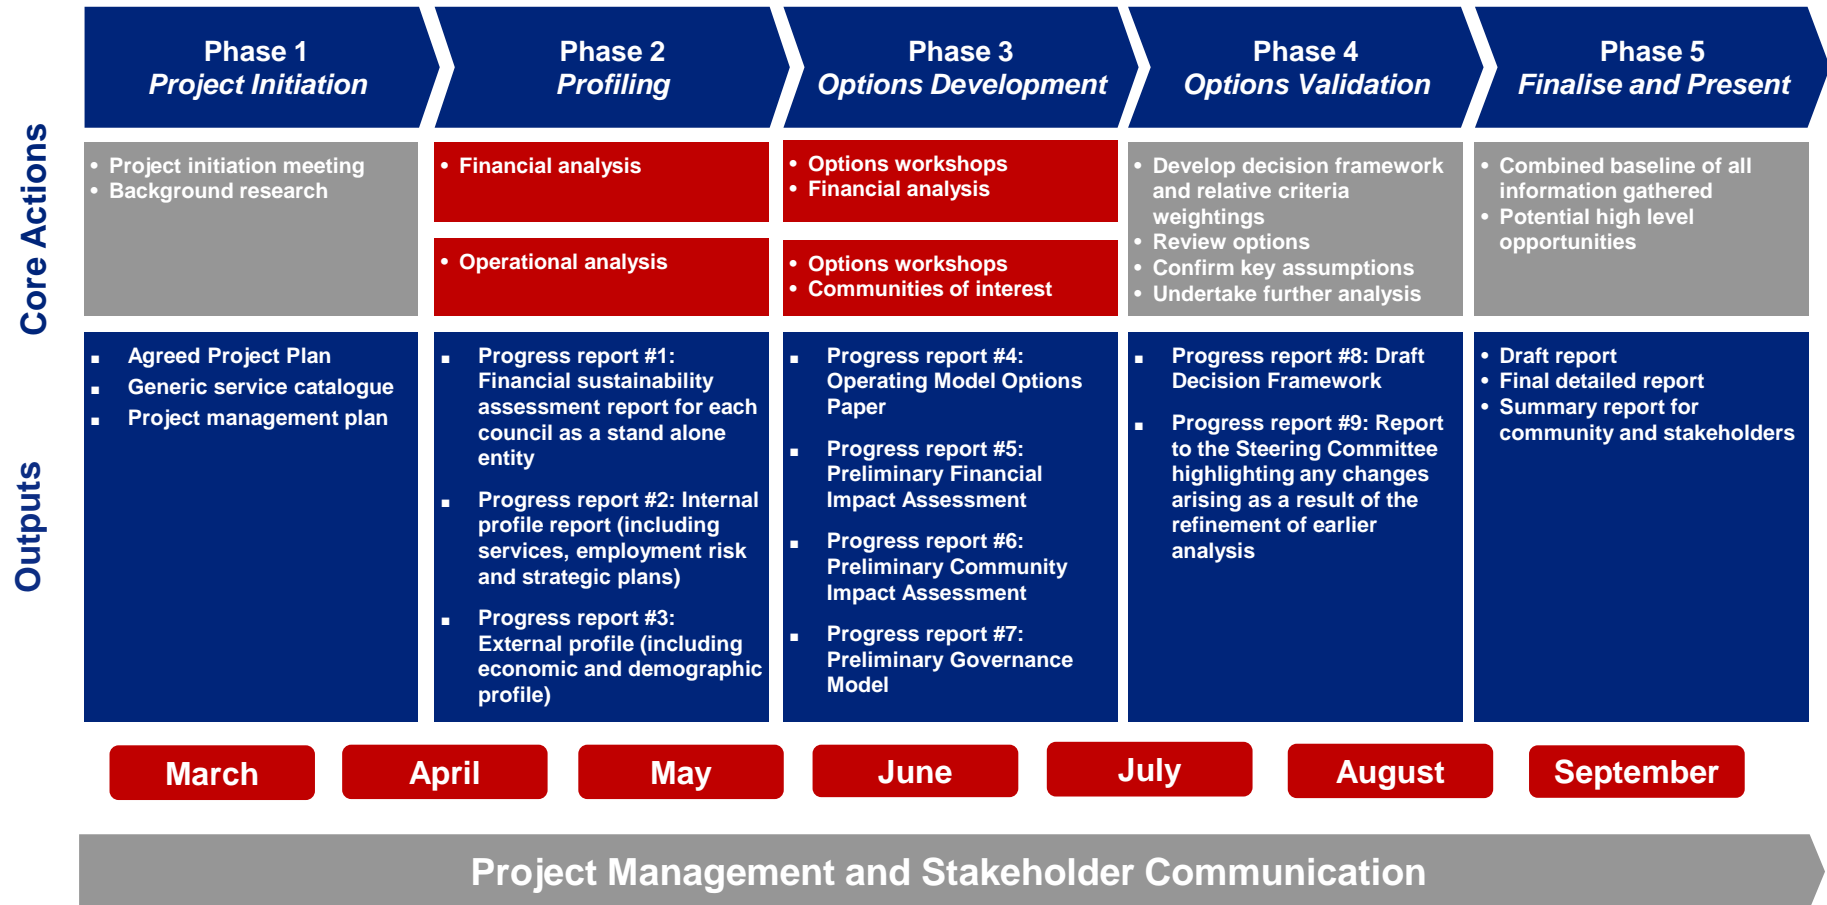 Phase 1
Project Initiation
Phase 2
Profiling
Phase 3
Options Development
Phase 4
Options Validation
Phase 5
Finalise and Present
Core Actions
• Project initiation meeting
• Background research
• Financial analysis
• Operational analysis
• Options workshops
• Financial analysis
• Options workshops
• Communities of interest
• Develop decision framework
and relative criteria
weightings
• Review options
• Confirm key assumptions
• Undertake further analysis
• Combined baseline of all
information gathered
• Potential high level
opportunities
Outputs
▪ Agreed Project Plan
▪ Generic service catalogue
▪ Project management plan
▪ Progress report #1:
Financial sustainability
assessment report for each
council as a stand alone
entity
▪ Progress report #2: Internal
profile report (including
services, employment risk
and strategic plans)
▪ Progress report #3:
External profile (including
economic and demographic
profile)
▪ Progress report #4:
Operating Model Options
Paper
▪ Progress report #5:
Preliminary Financial
Impact Assessment
▪ Progress report #6:
Preliminary Community
Impact Assessment
▪ Progress report #7:
Preliminary Governance
Model
▪ Progress report #8: Draft
Decision Framework
▪ Progress report #9: Report
to the Steering Committee
highlighting any changes
arising as a result of the
refinement of earlier
analysis
• Draft report
• Final detailed report
• Summary report for
community and stakeholders
March
April
May
June
July
August
September
Project Management and Stakeholder Communication